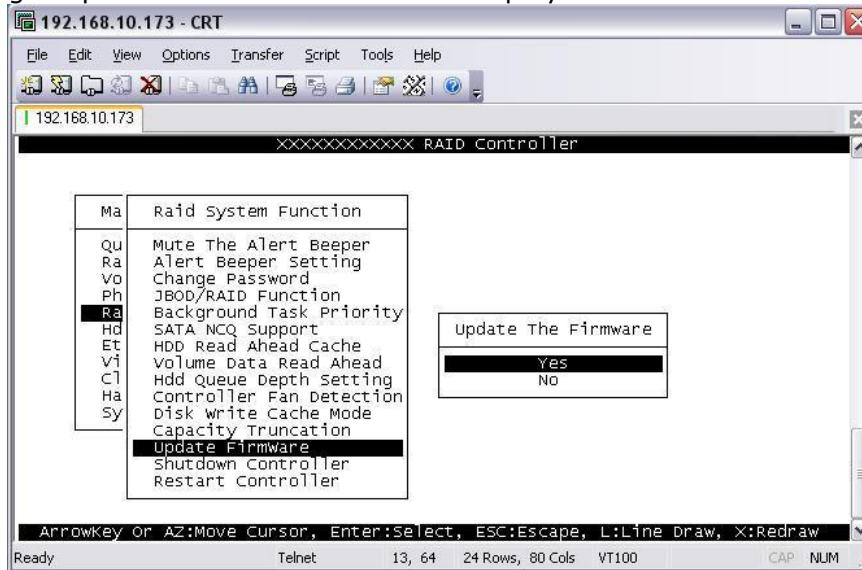 192.168.10.173 - CRT
File Edit View Options Transfer Script Tools Help
192.168.10.173
XXXXXXXXXXXX RAID Controller
Ma
Raid System Function
Qu
Mute The Alert Beeper
Ra
Alert Beeper Setting
Vo
Change Password
Ph
JBOD/RAID Function
Ra
Background Task Priority
Hd
SATA NCQ Support
Et
HDD Read Ahead Cache
Vi
Volume Data Read Ahead
Cl
Hdd Queue Depth Setting
Ha
Controller Fan Detection
Sy
Disk Write Cache Mode
Capacity Truncation
Update FirmWare
Shutdown Controller
Restart Controller
Update The Firmware
Yes
No
ArrowKey Or AZ:Move Cursor, Enter:Select, ESC:Escape, L:Line Draw, X:Redraw
Ready Telnet 13, 64 24 Rows, 80 Cols VT100 CAP NUM